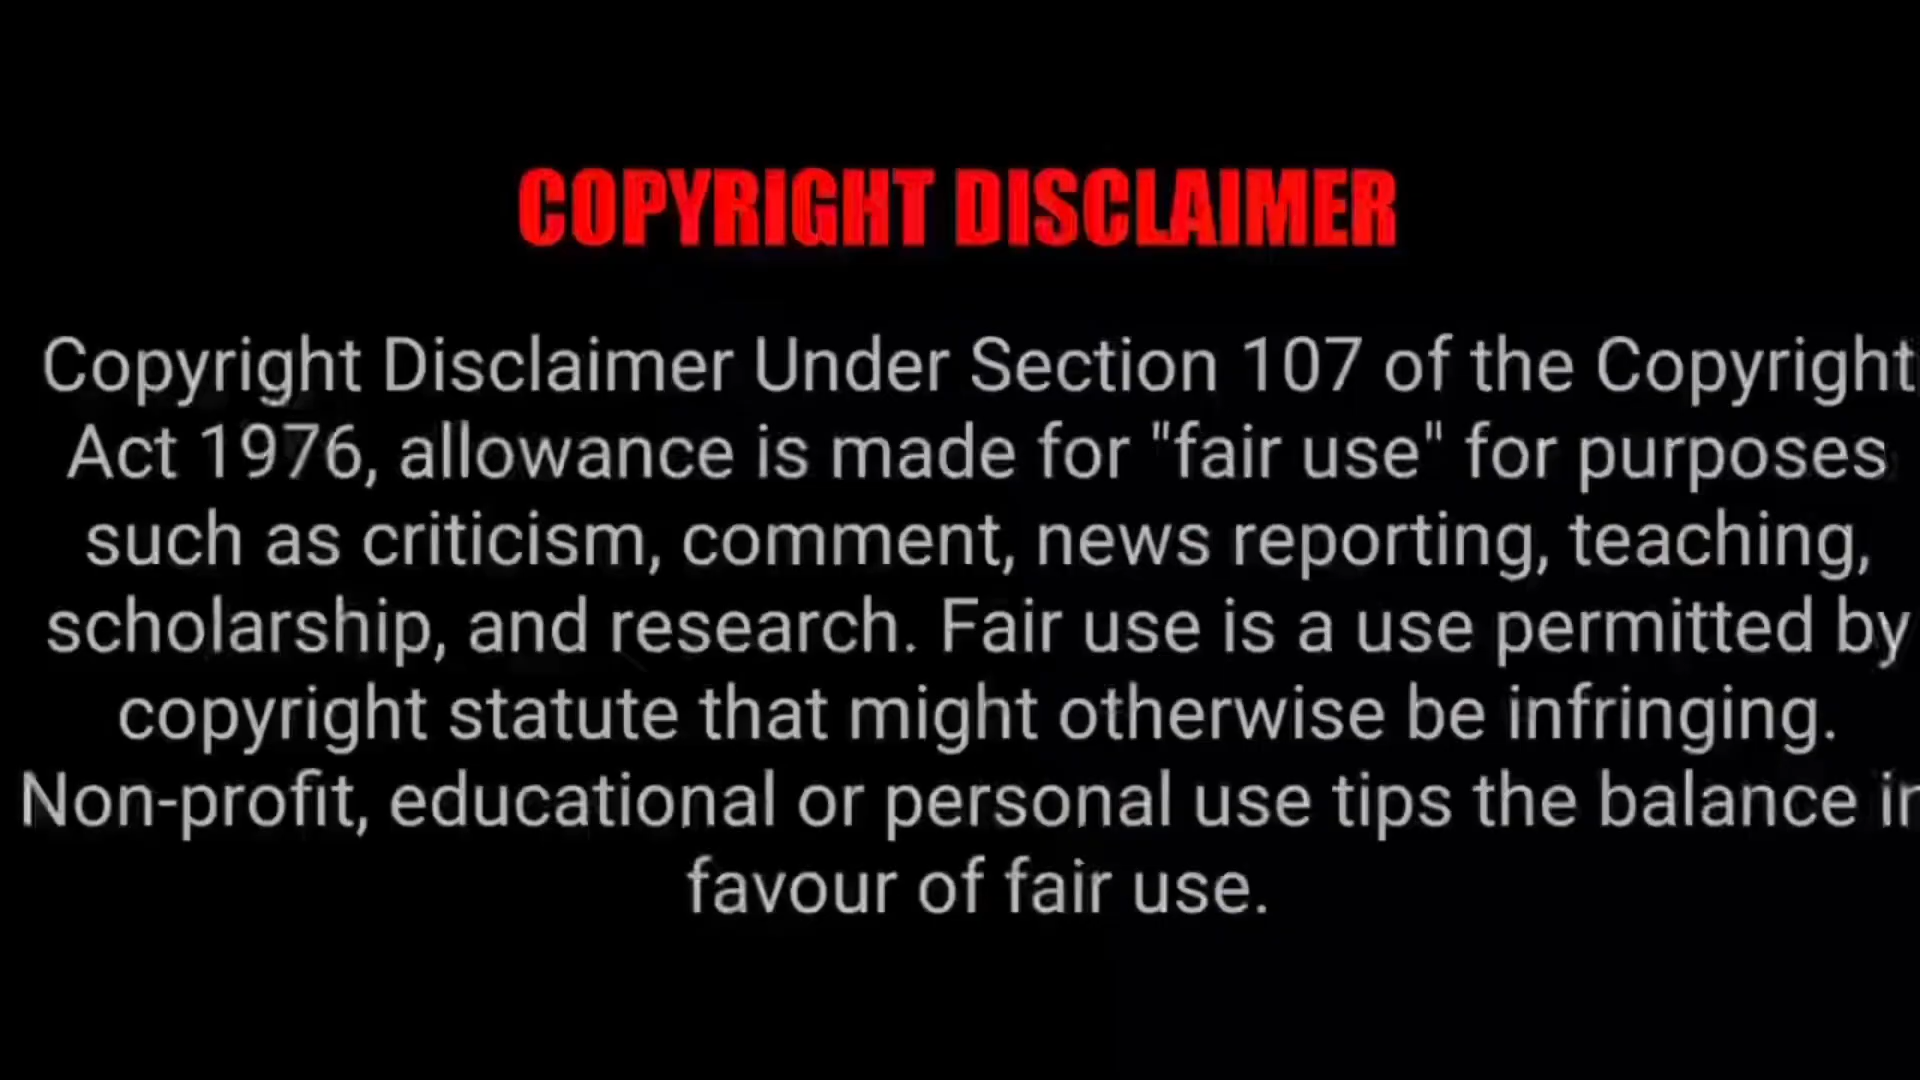 COPYRIGHT DISCLAIMER
Copyright Disclaimer Under Section 107 of the Copyright
Act 1976, allowance is made for "fair use" for purposes
such as criticism, comment, news reporting, teaching,
scholarship, and research. Fair use is a use permitted by
copyright statute that might otherwise be infringing.
Non-profit, educational or personal use tips the balance in
favour of fair use.